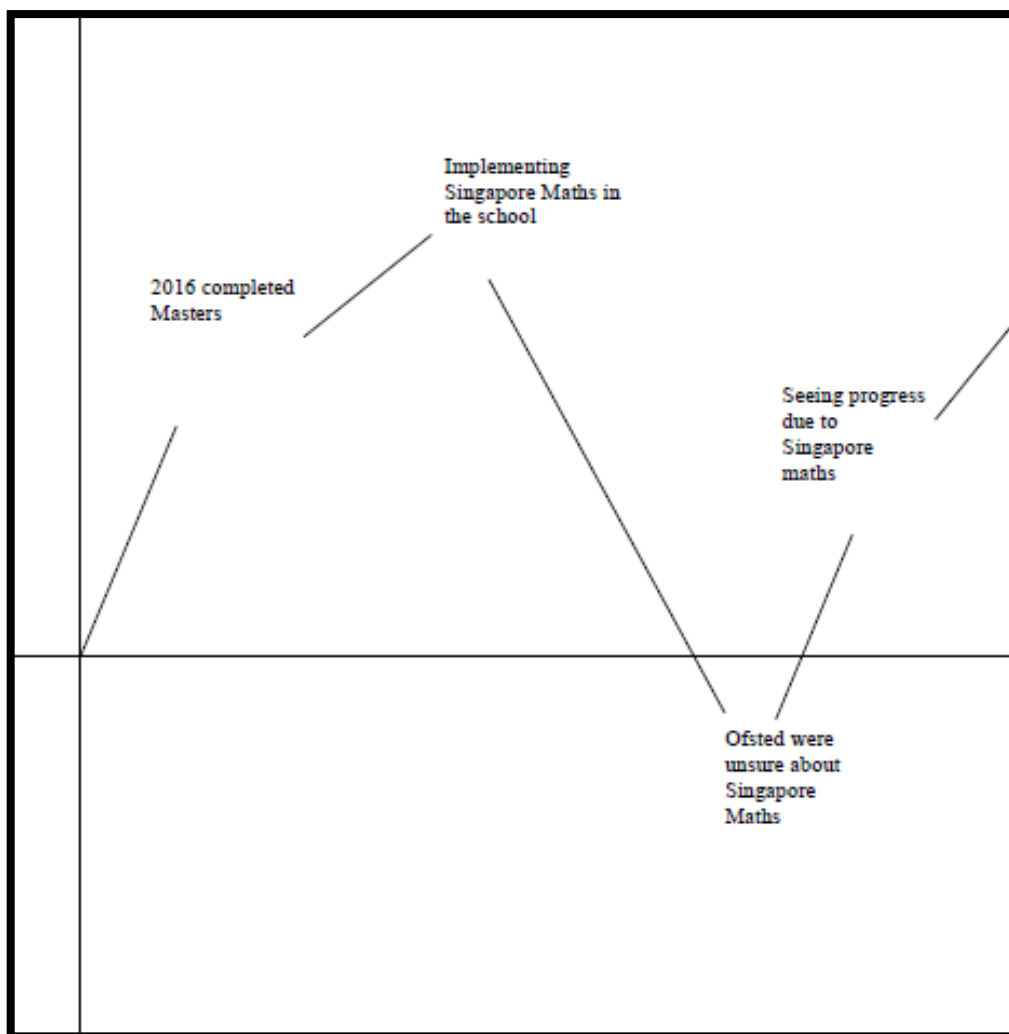 Implementing
Singapore Maths in
the school
2016 completed
Masters
Seeing progress
due to
Singapore
maths
Ofsted were
unsure about
Singapore
Maths